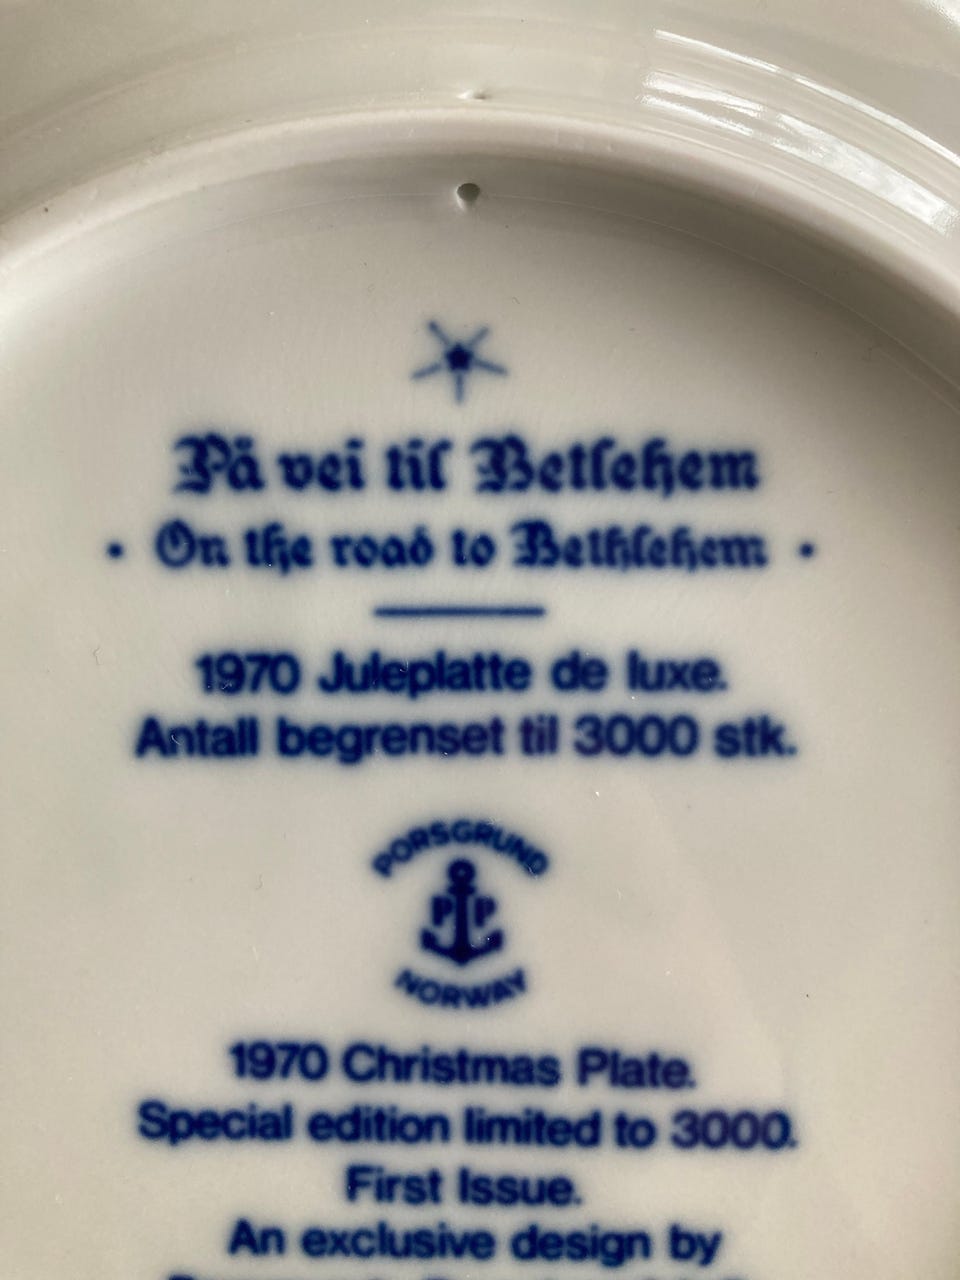 På vei til Betlehem
• On the road to Bethlehem •
1970 Juleplatte de luxe.
Antall begrenset til 3000 stk.
PORSGRUND
P P
NORWAY
1970 Christmas Plate.
Special edition limited to 3000.
First Issue.
An exclusive design by